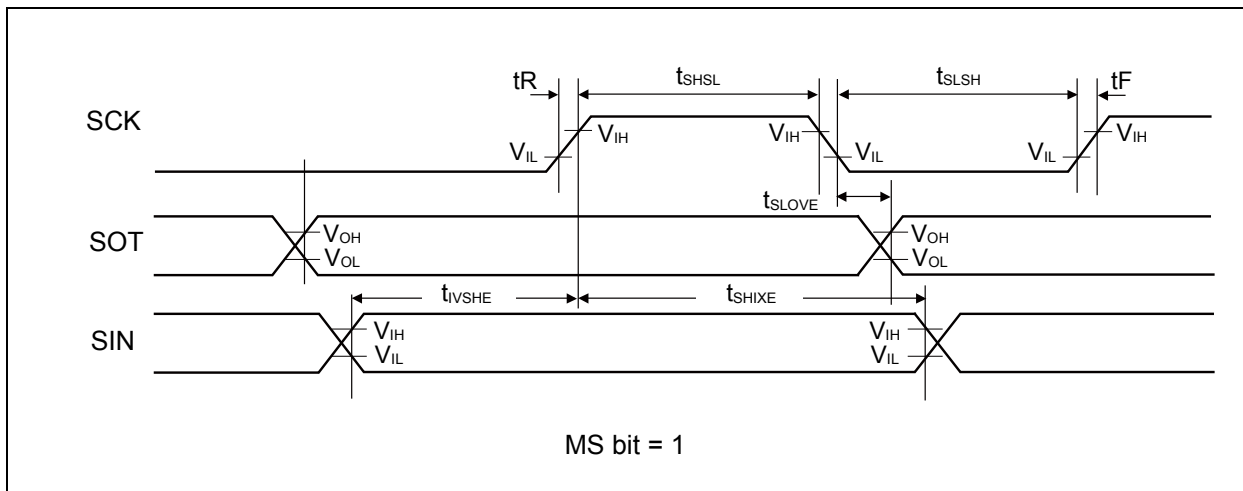 tR
tSHSL
tSLSH
tF
SCK
VIH
VIH
VIH
VIL
VIL
VIL
tSLOVE
SOT
VOH
VOH
VOL
VOL
tIVSHE
tSHIXE
SIN
VIH
VIH
VIL
VIL
MS bit = 1